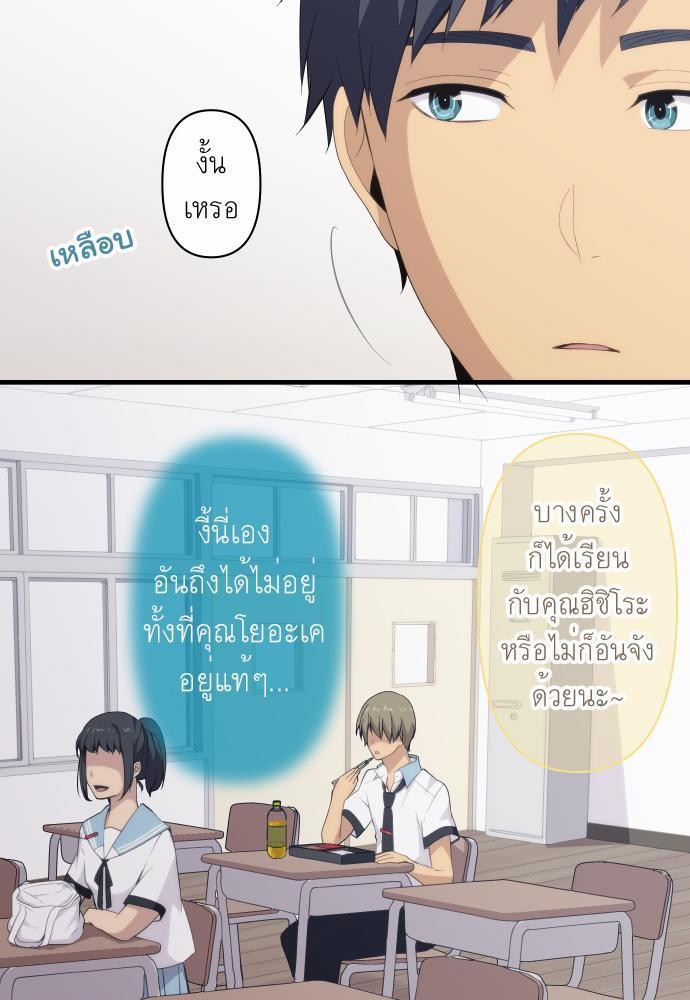 งั้น
เหรอ
เหลือบ
บางครั้ง
ก็ได้เรียน
กับคุณฮิชิโระ
หรือไม่ก็อันจัง
ด้วยนะ~
งี้นี่เอง
อันถึงได้ไม่อยู่
ทั้งที่คุณโยอะเค
อยู่แท้ๆ...